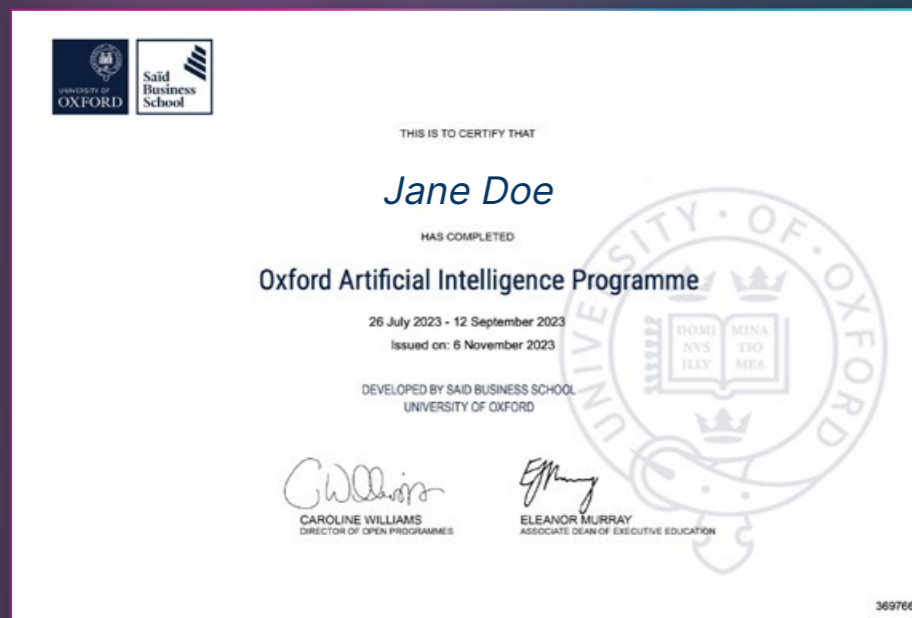 UNIVERSITY OF
OXFORD
Saïd
Business
School
THIS IS TO CERTIFY THAT
Jane Doe
HAS COMPLETED
Oxford Artificial Intelligence Programme
26 July 2023 - 12 September 2023
Issued on: 6 November 2023
DEVELOPED BY SAID BUSINESS SCHOOL
UNIVERSITY OF OXFORD
UNIVERSITY · OF · OXFORD
DOMI MINA
NVS TIO
ILLV MEA
CAROLINE WILLIAMS
DIRECTOR OF OPEN PROGRAMMES
ELEANOR MURRAY
ASSOCIATE DEAN OF EXECUTIVE EDUCATION
369766